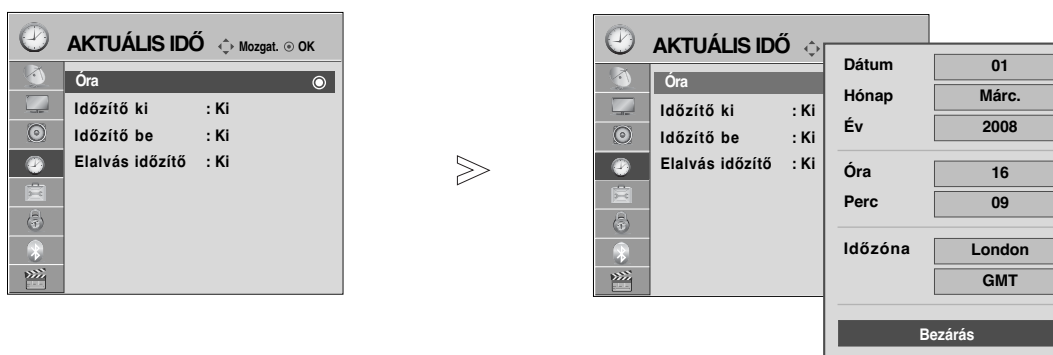 AKTUÁLIS IDŐ Mozgat. OK
Óra
Időzítő ki : Ki
Időzítő be : Ki
Elalvás időzítő : Ki
AKTUÁLIS IDŐ
Óra
Időzítő ki : Ki
Időzítő be : Ki
Elalvás időzítő : Ki
Dátum 01
Hónap Márc.
Év 2008
Óra 16
Perc 09
Időzóna London
GMT
Bezárás